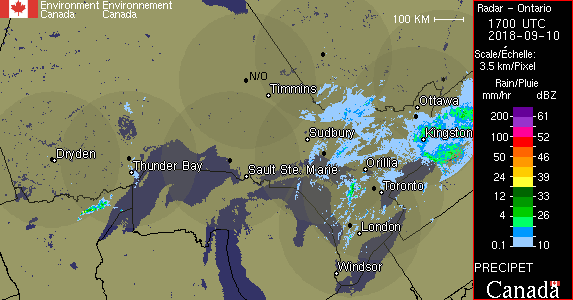 Environment Environnement
Canada Canada
100 KM
N/O
Timmins
Ottawa
Sudbury
Kingston
Dryden
Thunder Bay
Sault Ste. Marie
Orillia
Toronto
London
Windsor
Radar - Ontario
1700 UTC
2018-09-10
Scale/Échelle:
3.5 km/Pixel
Rain/Pluie
mm/hr dBZ
200 61
100 52
50 46
24 39
12 33
4 26
0.1 10
PRECIPET
Canada